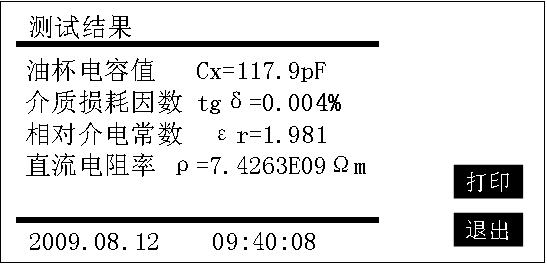 测试结果
油杯电容值 Cx=117.9pF
介质损耗因数 tgδ=0.004%
相对介电常数 εr=1.981
直流电阻率 ρ=7.4263E09Ωm
打印
退出
2009.08.12 09:40:08